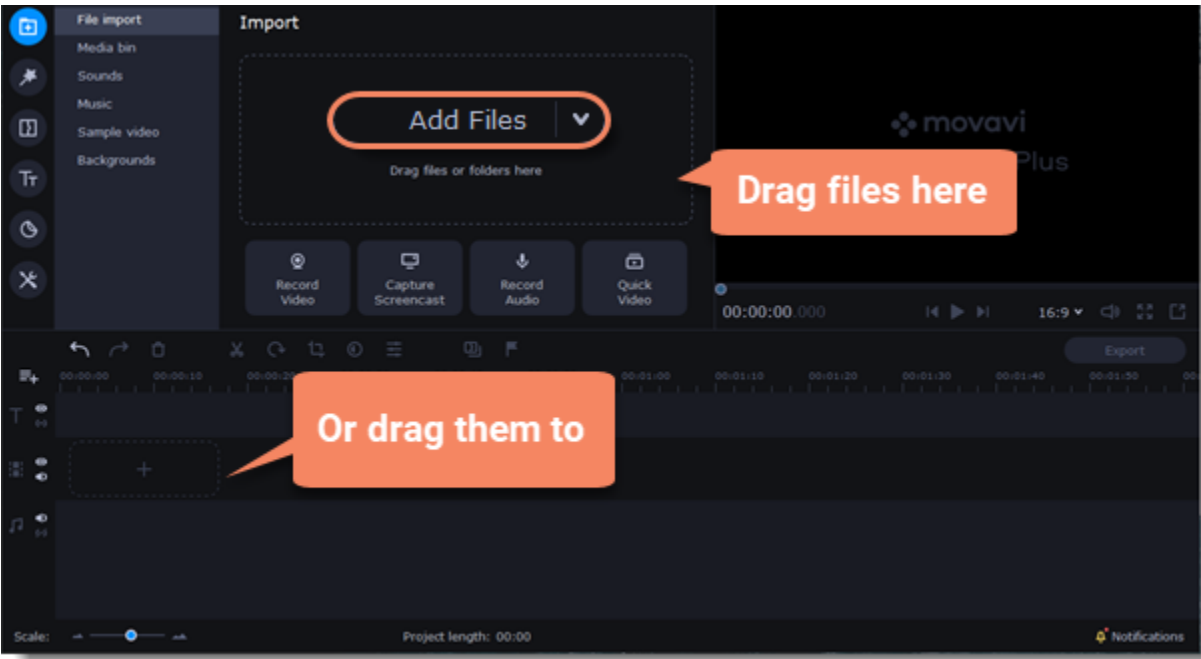 File import
Import
Media bin
Sounds
Music
Sample video
Backgrounds
Add Files
Drag files or folders here
Drag files here
movavi
Plus
Record Video
Capture Screencast
Record Audio
Quick Video
00:00:00.000
16:9
Export
00:00:00 00:00:10 00:00:20 00:01:00 00:01:10 00:01:20 00:01:30 00:01:40 00:01:50
Or drag them to
Scale:
Project length: 00:00
Notifications